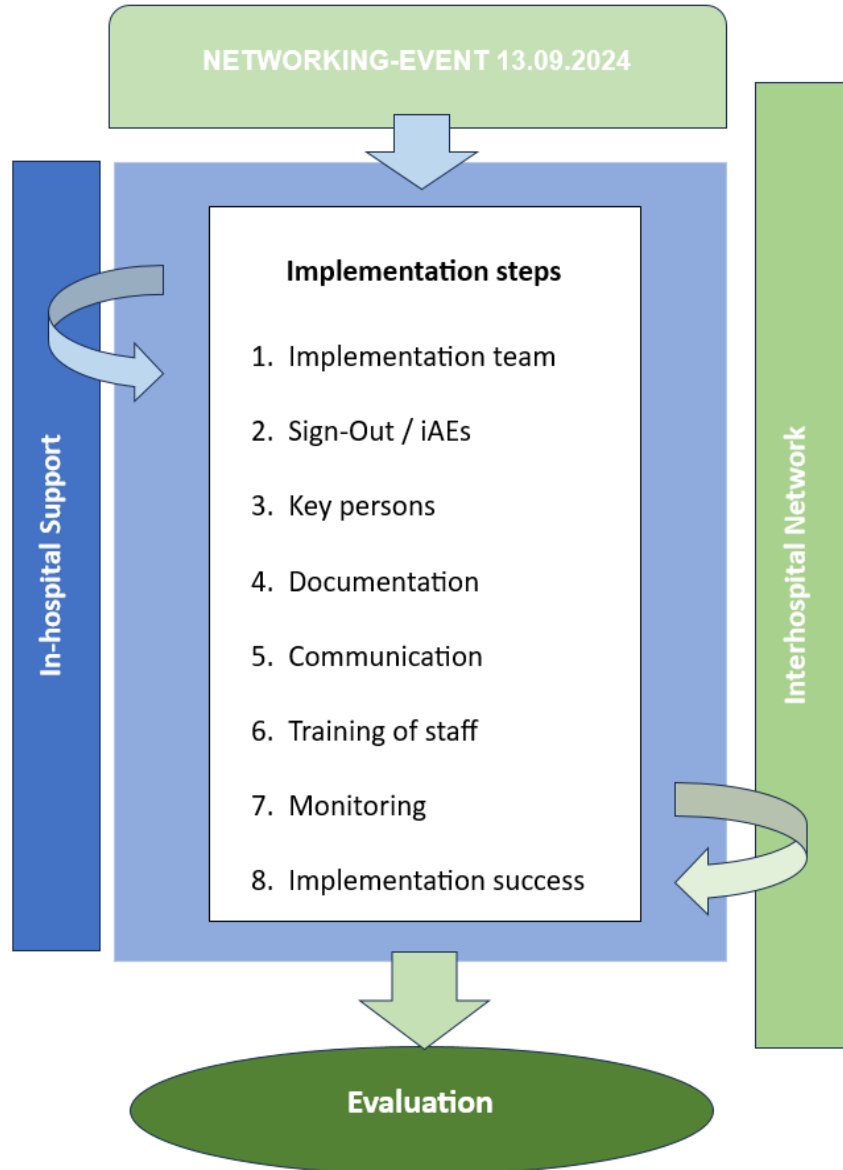 NETWORKING-EVENT 13.09.2024
In-hospital Support
Implementation steps
1. Implementation team
2. Sign-Out / iAEs
3. Key persons
4. Documentation
5. Communication
6. Training of staff
7. Monitoring
8. Implementation success
Interhospital Network
Evaluation